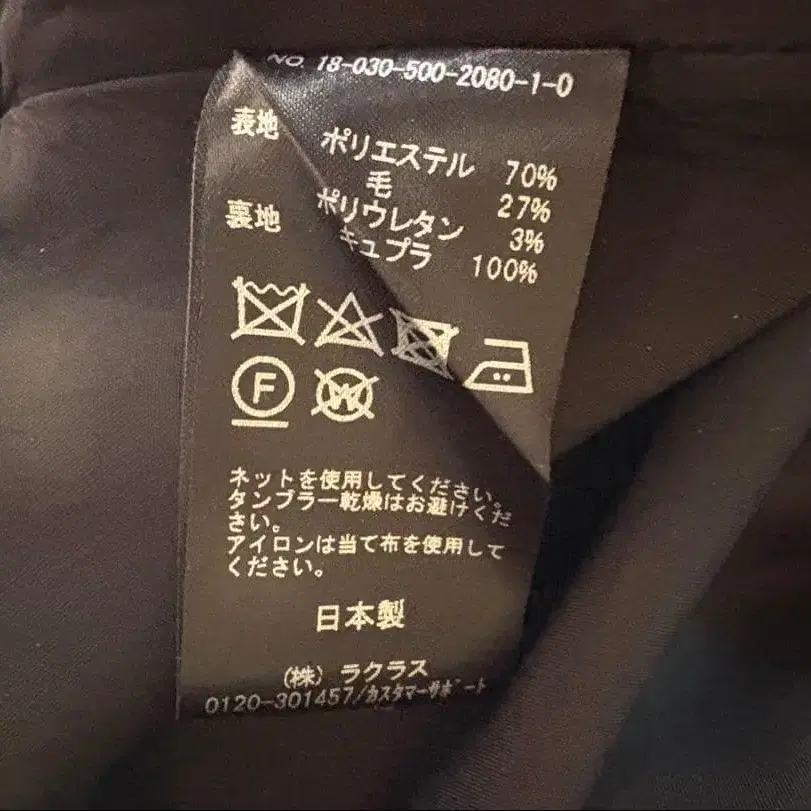 NO. 18-030-500-2080-1-0
表地 ポリエステル 70%
毛 27%
ポリウレタン 3%
裏地 キュプラ 100%
F W
ネットを使用してください。
タンブラー乾燥はお避けくだ
さい。
アイロンは当て布を使用して
ください。
日本製
(株) ラクラス
0120-301457/カスタマーサポート